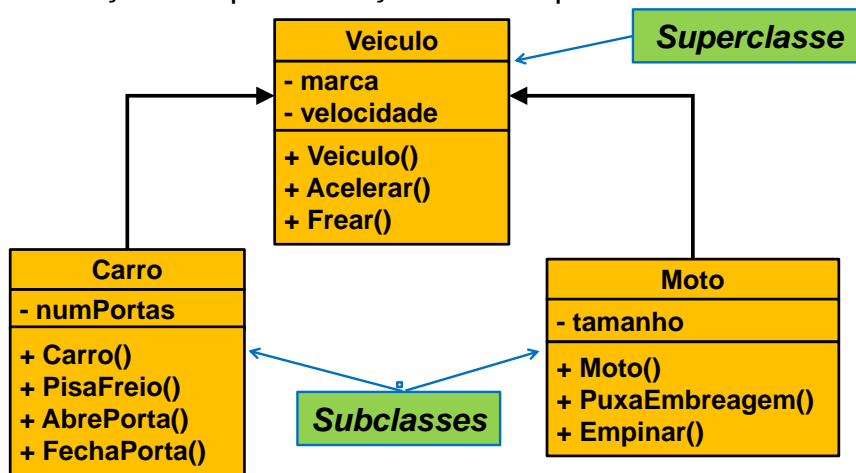 Veiculo
Superclasse
- marca
- velocidade
+ Veiculo()
+ Acelerar()
+ Frear()
Carro
- numPortas
+ Carro()
+ PisaFreio()
+ AbrePorta()
+ FechaPorta()
Subclasses
Moto
- tamanho
+ Moto()
+ PuxaEmbreagem()
+ Empinar()